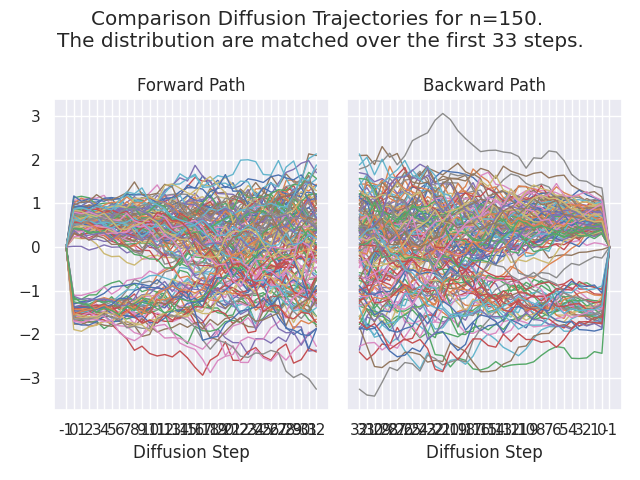 Comparison Diffusion Trajectories for n=150.
The distribution are matched over the first 33 steps.
Forward Path
Backward Path
3
2
1
0
−1
−2
−3
Diffusion Step
Diffusion Step